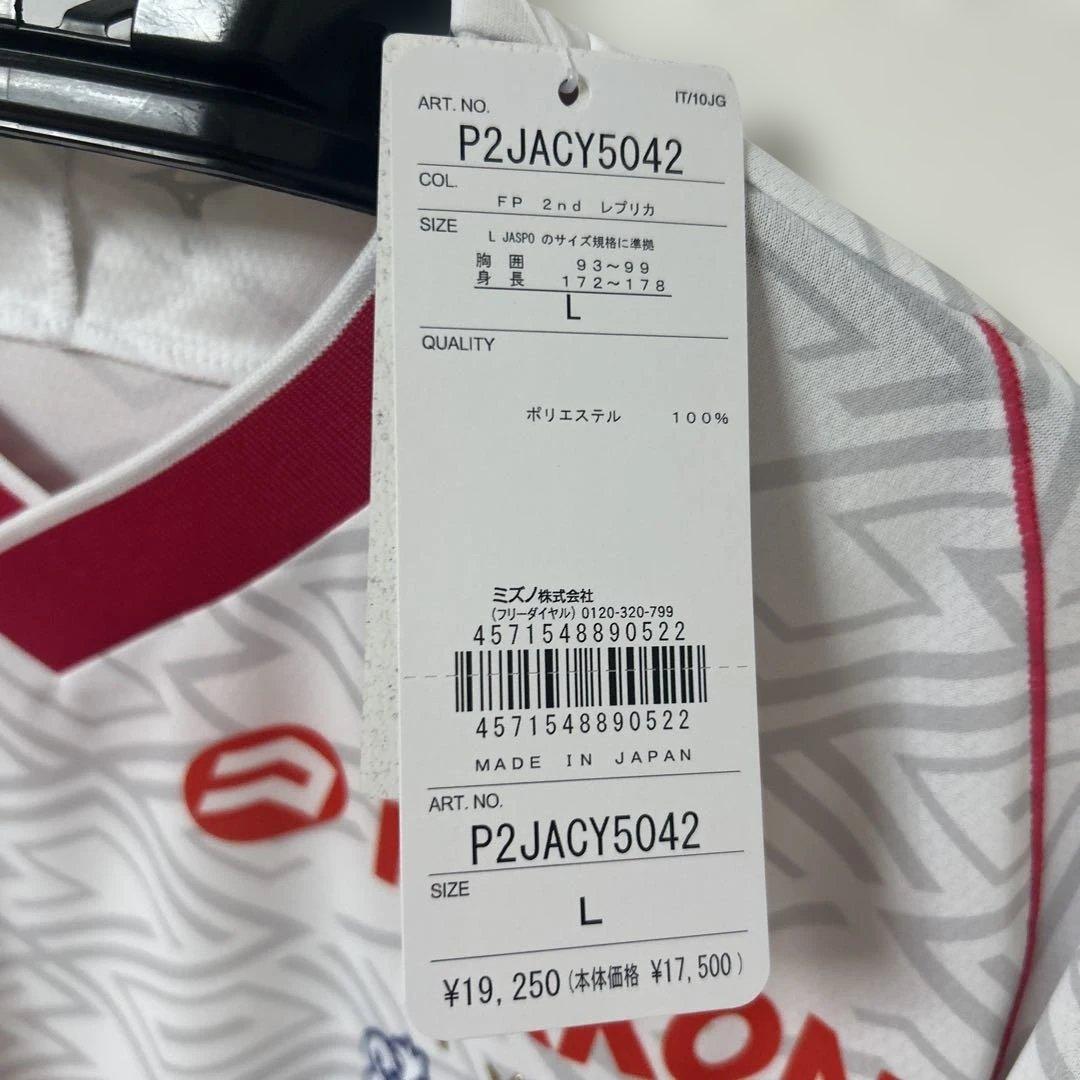 ART. NO.
IT/10JG
P2JACY5042
COL.
FP 2nd レプリカ
SIZE
L JASPO のサイズ規格に準拠
胸囲 93～99
身長 172～178
L
QUALITY
ポリエステル 100%
ミズノ株式会社
(フリーダイヤル) 0120-320-799
4571548890522
4571548890522
MADE IN JAPAN
ART. NO.
P2JACY5042
SIZE
L
¥19,250(本体価格 ¥17,500)